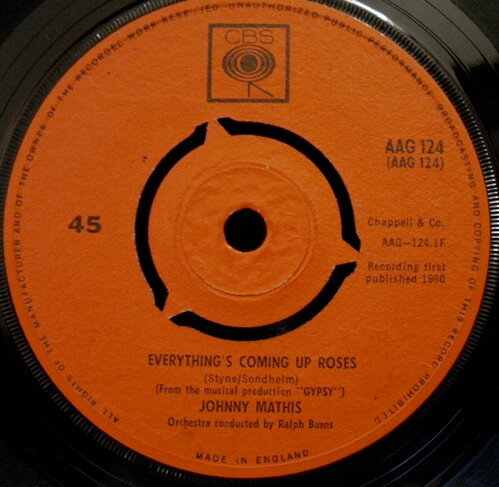 ALL RIGHTS OF THE MANUFACTURER AND OF THE OWNER OF THE RECORDED WORK RESERVED. UNAUTHORIZED PUBLIC PERFORMANCE, BROADCASTING AND COPYING OF THIS RECORD PROHIBITED
CBS
AAG 124
(AAG 124)
45
Chappell & Co.
AAG-124.1F
Recording first
published 1960
EVERYTHING'S COMING UP ROSES
(Styne/Sondheim)
(From the musical production "GYPSY")
JOHNNY MATHIS
Orchestra conducted by Ralph Burns
MADE IN ENGLAND